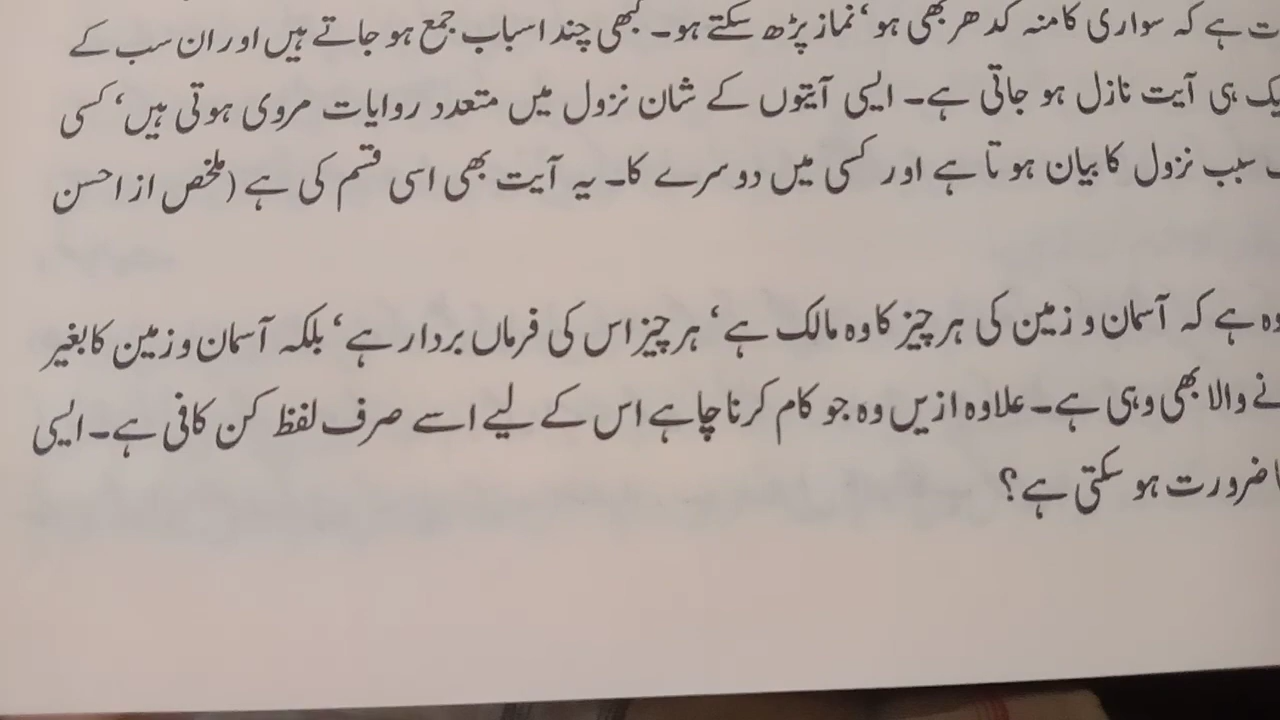 ہے کہ سواری کا منہ کدھر بھی ہو، نماز پڑھ سکتے ہو۔ کبھی چند اسباب جمع ہو جاتے ہیں اور ان سب کے
ہی آیت نازل ہو جاتی ہے۔ ایسی آیتوں کے شان نزول میں متعدد روایات مروی ہوتی ہیں، کسی
سبب نزول کا بیان ہوتا ہے اور کسی میں دوسرے کا۔ یہ آیت بھی اسی قسم کی ہے (ملخص از احسن
ہے کہ آسمان و زمین کی ہر چیز کا وہ مالک ہے، ہر چیز اس کی فرماں بردار ہے، بلکہ آسمان و زمین کا بغیر
والا بھی وہی ہے۔ علاوہ ازیں وہ جو کام کرنا چاہے اس کے لیے اسے صرف لفظ کن کافی ہے۔ ایسی
ضرورت ہو سکتی ہے؟